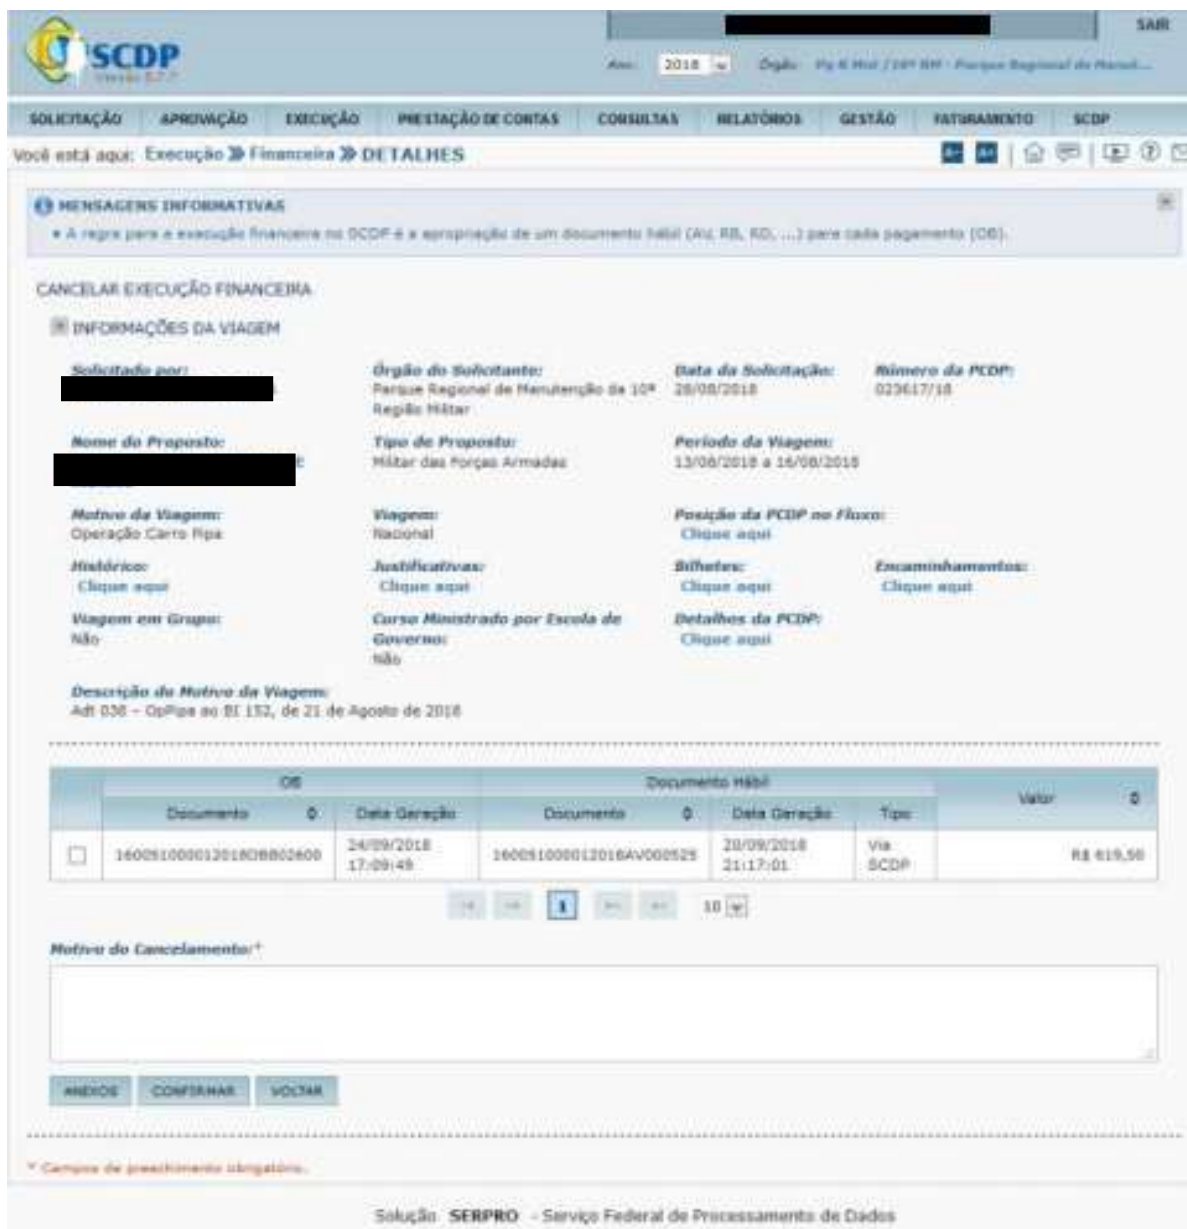 SCDP
SAIR
Ano: 2018 Órgão: Pq R Mnt /10ª RM - Parque Regional de Manut...
SOLICITAÇÃO APROVAÇÃO EXECUÇÃO PRESTAÇÃO DE CONTAS CONSULTAS RELATÓRIOS GESTÃO FATURAMENTO SCDP
Você está aqui: Execução Financeira DETALHES
A- A+
MENSAGENS INFORMATIVAS
• A regra para a execução financeira no SCDP é a apropriação de um documento hábil (AV, RB, RD, ...) para cada pagamento (OB).
CANCELAR EXECUÇÃO FINANCEIRA
INFORMAÇÕES DA VIAGEM
Solicitado por: Órgão do Solicitante: Data da Solicitação: Número da PCDP:
Parque Regional de Manutenção da 10ª 28/08/2018 023617/18
Região Militar
Nome do Proposto: Tipo de Proposto: Período da Viagem:
Militar das Forças Armadas 13/08/2018 a 16/08/2018
Motivo da Viagem: Viagem: Posição da PCDP no Fluxo:
Operação Carro Pipa Nacional Clique aqui
Histórico: Justificativas: Bilhetes: Encaminhamentos:
Clique aqui Clique aqui Clique aqui Clique aqui
Viagem em Grupo: Curso Ministrado por Escola de Detalhes da PCDP:
Não Governo: Clique aqui
Não
Descrição do Motivo da Viagem:
Adt 038 – OpPipa ao BI 152, de 21 de Agosto de 2018
OB Documento Hábil Valor
Documento Data Geração Documento Data Geração Tipo
160051000012018OB802600 24/09/2018 160051000012018AV000525 20/09/2018 Via R$ 619,50
17:09:49 21:17:01 SCDP
1 10
Motivo do Cancelamento:*
ANEXOS CONFIRMAR VOLTAR
* Campos de preenchimento obrigatório.
Solução SERPRO - Serviço Federal de Processamento de Dados